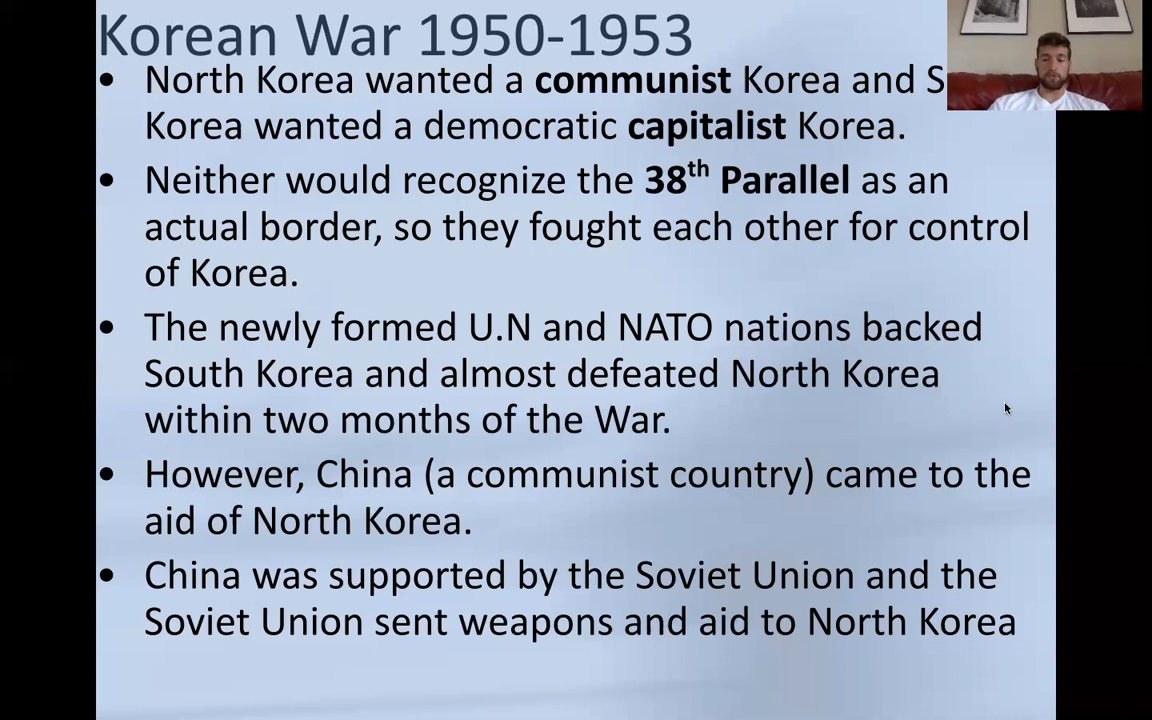 Korean War 1950-1953
• North Korea wanted a communist Korea and
Korea wanted a democratic capitalist Korea.
• Neither would recognize the 38th Parallel as an
actual border, so they fought each other for control
of Korea.
• The newly formed U.N and NATO nations backed
South Korea and almost defeated North Korea
within two months of the War.
• However, China (a communist country) came to the
aid of North Korea.
• China was supported by the Soviet Union and the
Soviet Union sent weapons and aid to North Korea